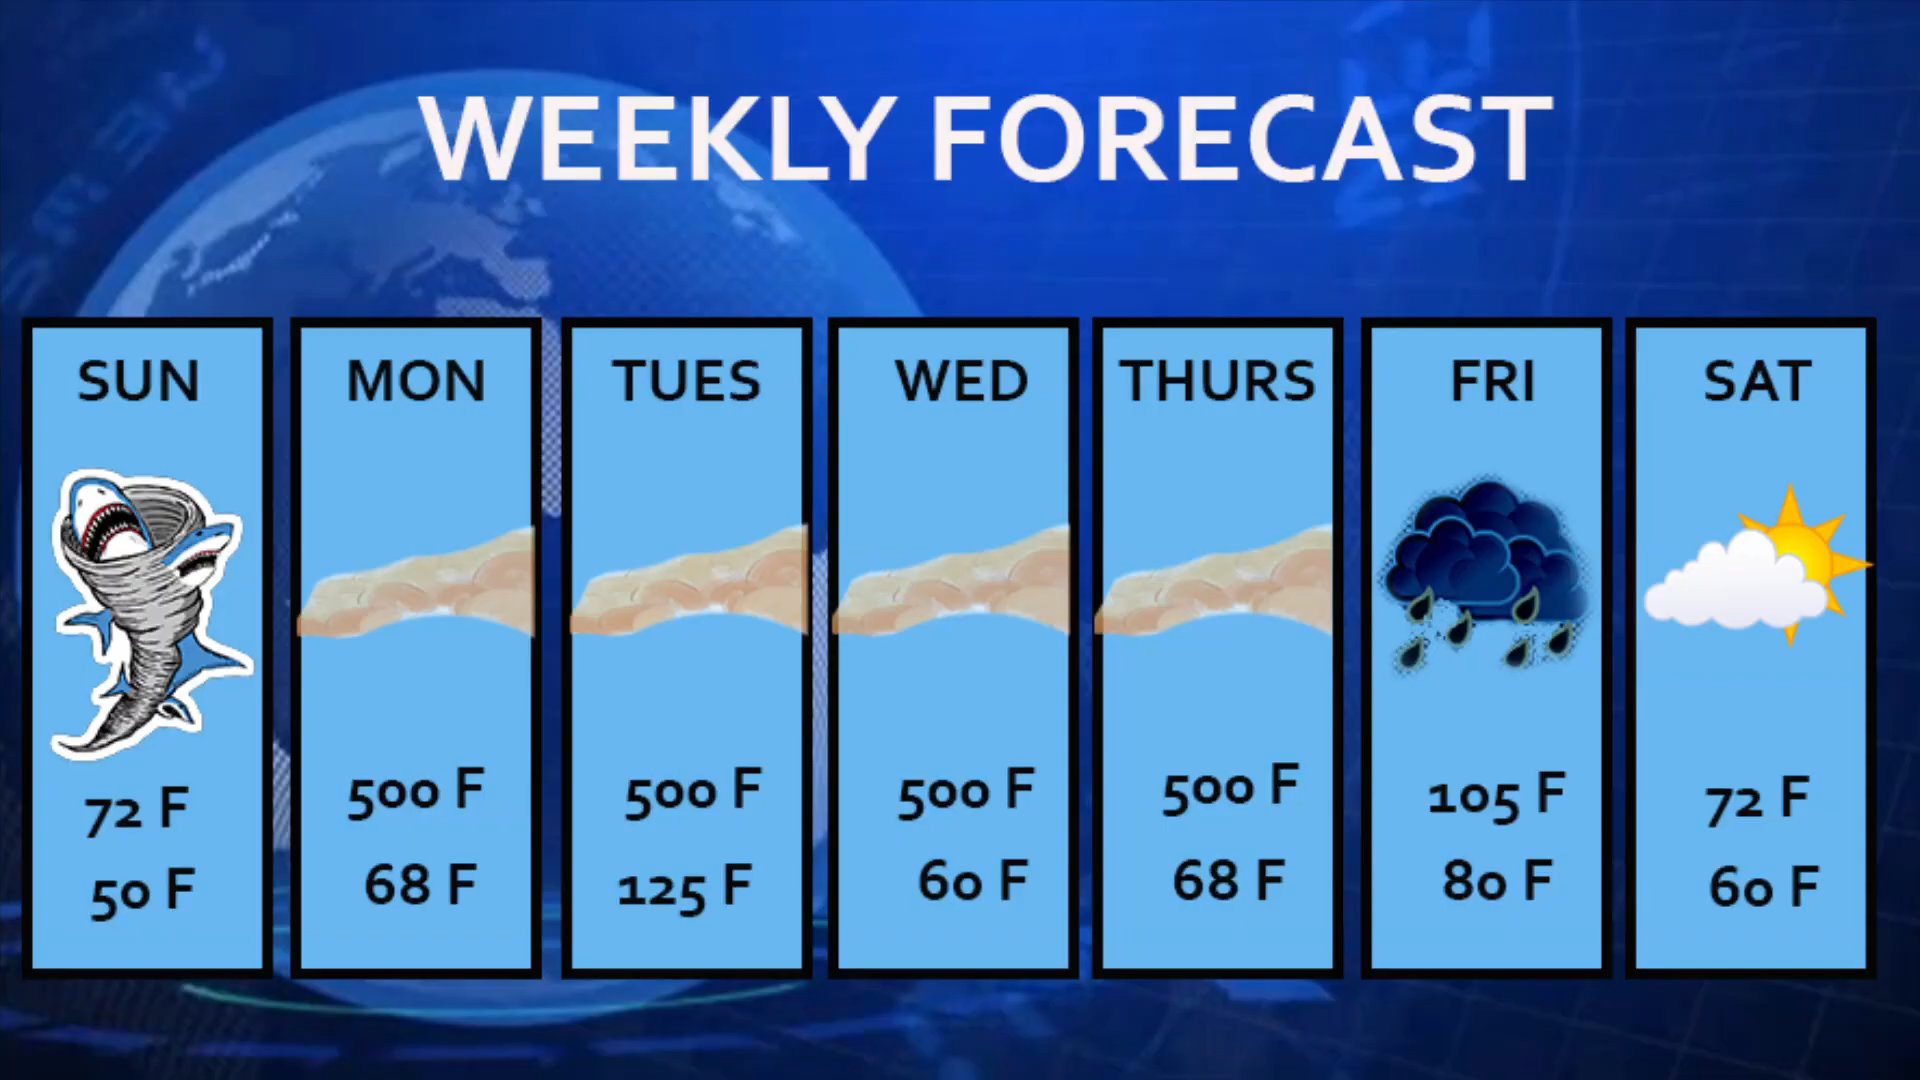 WEEKLY FORECAST
SUN
72 F
50 F
MON
500 F
68 F
TUES
500 F
125 F
WED
500 F
60 F
THURS
500 F
68 F
FRI
105 F
80 F
SAT
72 F
60 F